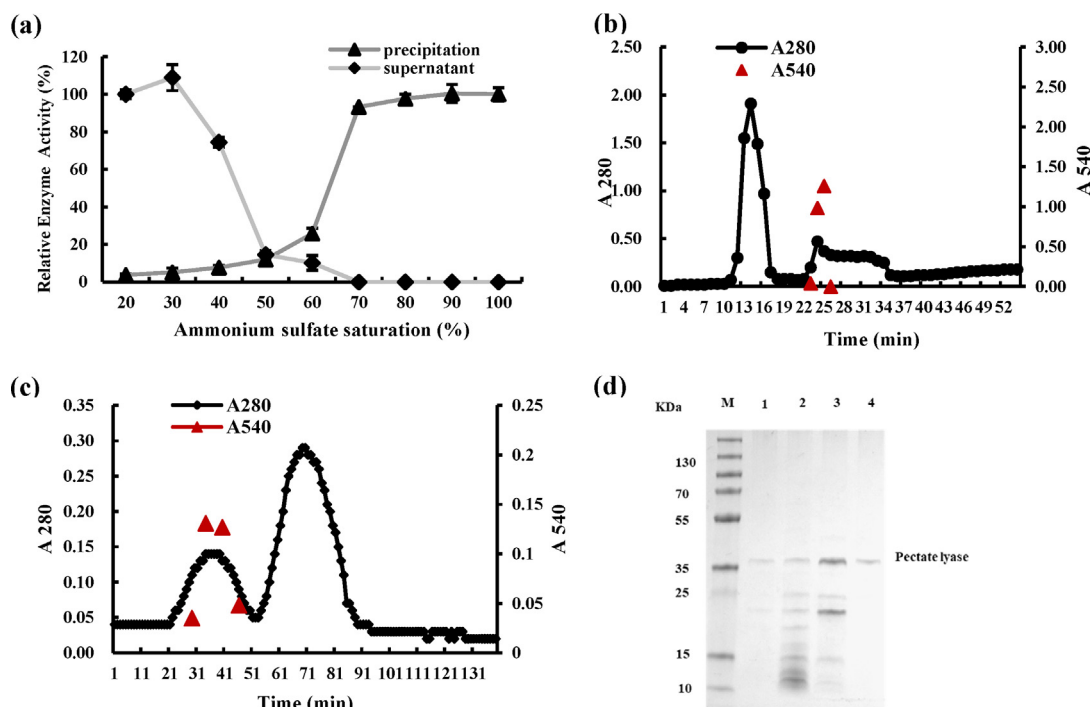 (a)
precipitation
supernatant
Relative Enzyme Activity (%)
120
100
80
60
40
20
0
20 30 40 50 60 70 80 90 100
Ammonium sulfate saturation (%)
(b)
A280
A540
A 280
2.50
2.00
1.50
1.00
0.50
0.00
3.00
2.50
2.00
1.50
1.00
0.50
0.00
A 540
1 4 7 10 13 16 19 22 25 28 31 34 37 40 43 46 49 52
Time (min)
(c)
A280
A540
A 280
0.35
0.30
0.25
0.20
0.15
0.10
0.05
0.00
0.25
0.2
0.15
0.1
0.05
0
A 540
1 11 21 31 41 51 61 71 81 91 101 111 121 131
Time (min)
(d)
KDa M 1 2 3 4
130
70
55
35
25
15
10
Pectate lyase